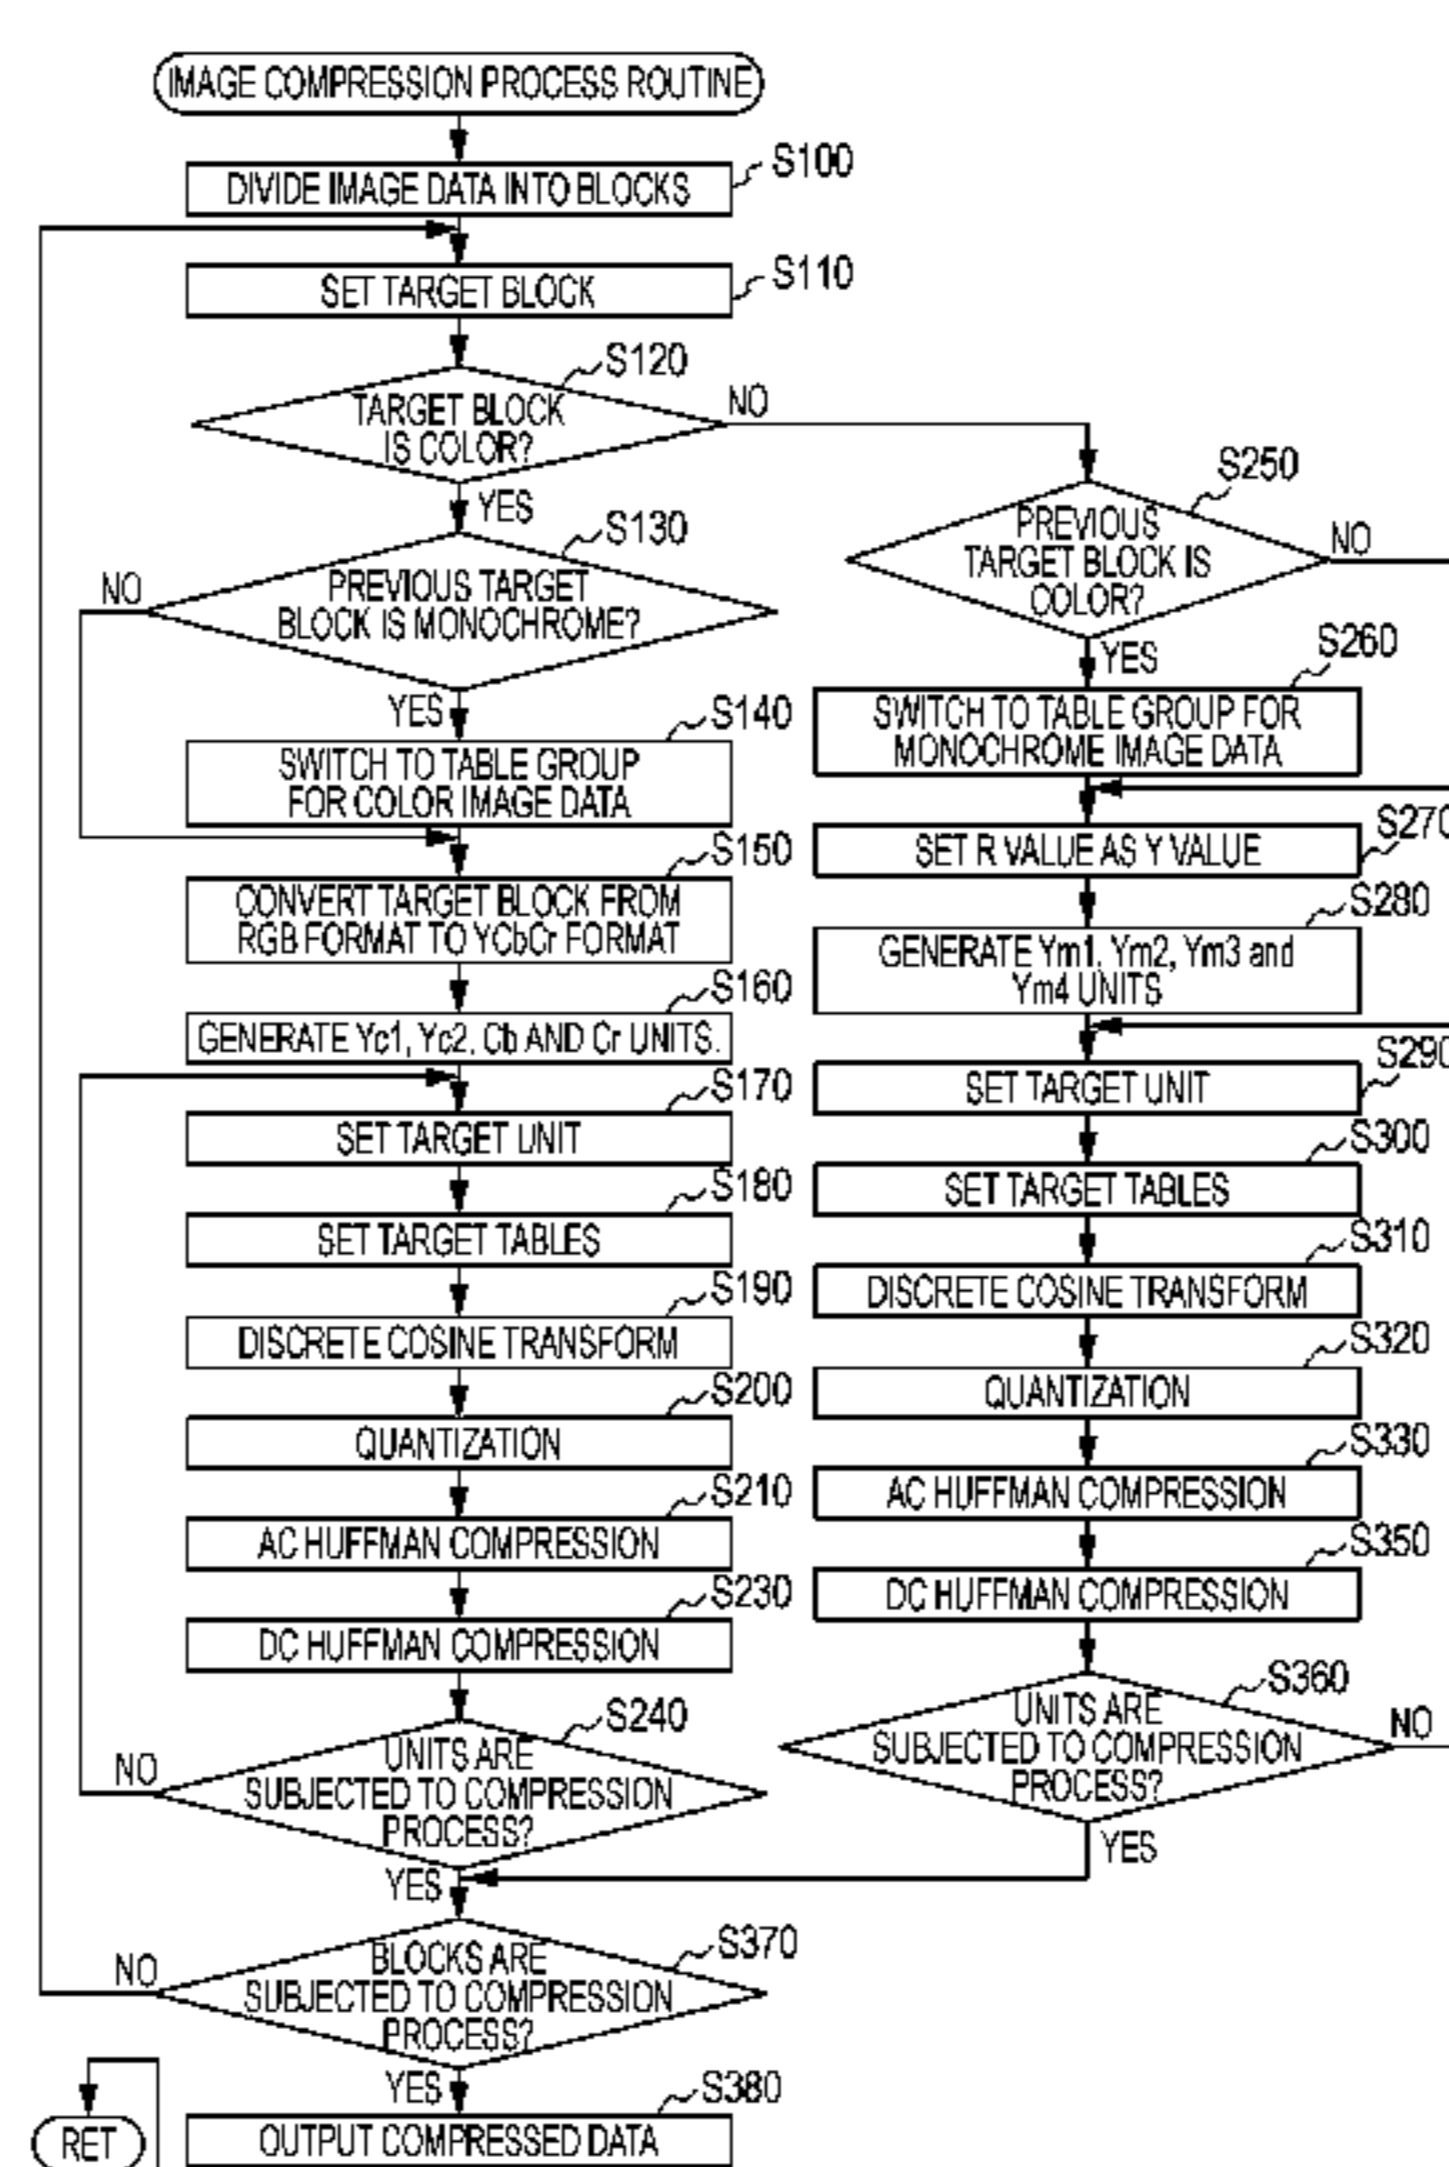 IMAGE COMPRESSION PROCESS ROUTINE
S100
DIVIDE IMAGE DATA INTO BLOCKS
S110
SET TARGET BLOCK
S120
TARGET BLOCK
IS COLOR?
NO
YES
S130
PREVIOUS TARGET
BLOCK IS MONOCHROME?
NO
YES
S140
SWITCH TO TABLE GROUP
FOR COLOR IMAGE DATA
S150
CONVERT TARGET BLOCK FROM
RGB FORMAT TO YCbCr FORMAT
S160
GENERATE Yc1, Yc2, Cb AND Cr UNITS.
S170
SET TARGET UNIT
S180
SET TARGET TABLES
S190
DISCRETE COSINE TRANSFORM
S200
QUANTIZATION
S210
AC HUFFMAN COMPRESSION
S230
DC HUFFMAN COMPRESSION
S240
UNITS ARE
SUBJECTED TO COMPRESSION
PROCESS?
NO
YES
S250
PREVIOUS
TARGET BLOCK IS
COLOR?
NO
YES
S260
SWITCH TO TABLE GROUP FOR
MONOCHROME IMAGE DATA
S270
SET R VALUE AS Y VALUE
S280
GENERATE Ym1. Ym2, Ym3 and
Ym4 UNITS
S290
SET TARGET UNIT
S300
SET TARGET TABLES
S310
DISCRETE COSINE TRANSFORM
S320
QUANTIZATION
S330
AC HUFFMAN COMPRESSION
S350
DC HUFFMAN COMPRESSION
S360
UNITS ARE
SUBJECTED TO COMPRESSION
PROCESS?
NO
YES
S370
BLOCKS ARE
SUBJECTED TO COMPRESSION
PROCESS?
NO
YES
S380
OUTPUT COMPRESSED DATA
RET